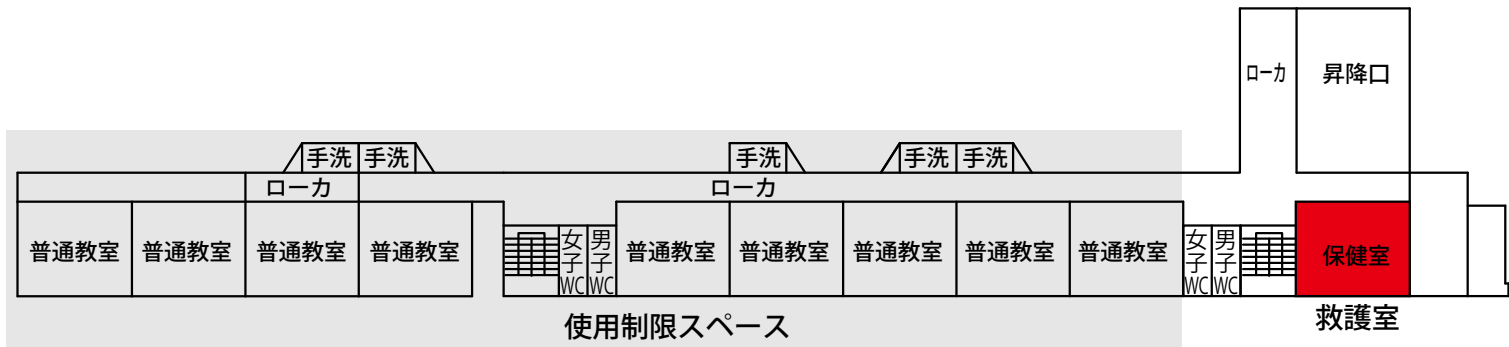 ローカ
昇降口
手洗
手洗
手洗
手洗
手洗
ローカ
ローカ
普通教室
普通教室
普通教室
普通教室
女子WC
男子WC
普通教室
普通教室
普通教室
普通教室
普通教室
女子WC
男子WC
保健室
使用制限スペース
救護室